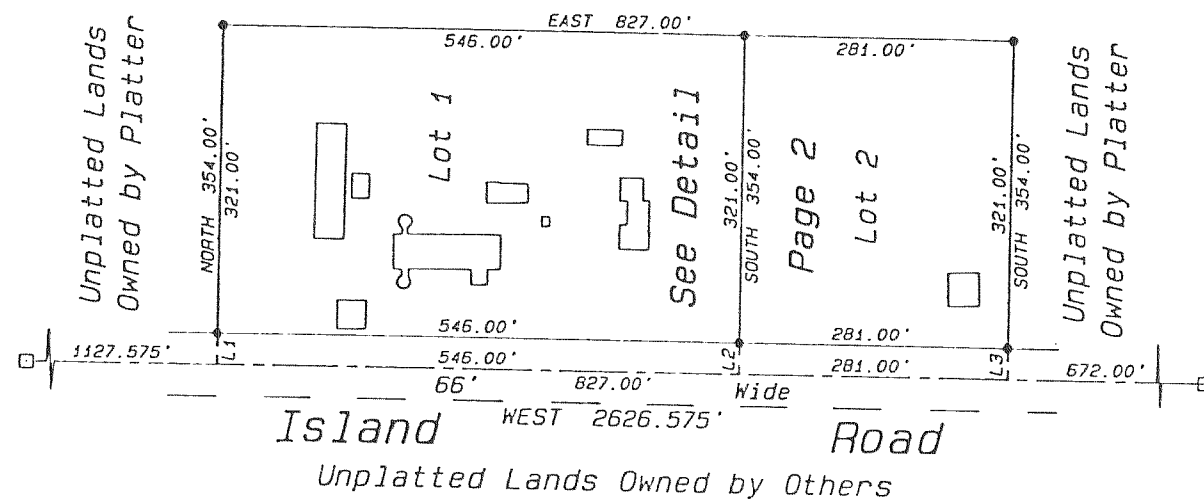 Unplatted Lands
Owned by Platter
EAST 827.00'
546.00'
281.00'
NORTH 354.00'
321.00'
Lot 1
See Detail
321.00'
SOUTH 354.00'
Page 2
Lot 2
321.00'
SOUTH 354.00'
Unplatted Lands
Owned by Platter
546.00'
281.00'
1127.575'
L1
546.00'
L2
281.00'
L3
672.00'
66'
827.00'
Wide
WEST 2626.575'
Island
Road
Unplatted Lands Owned by Others